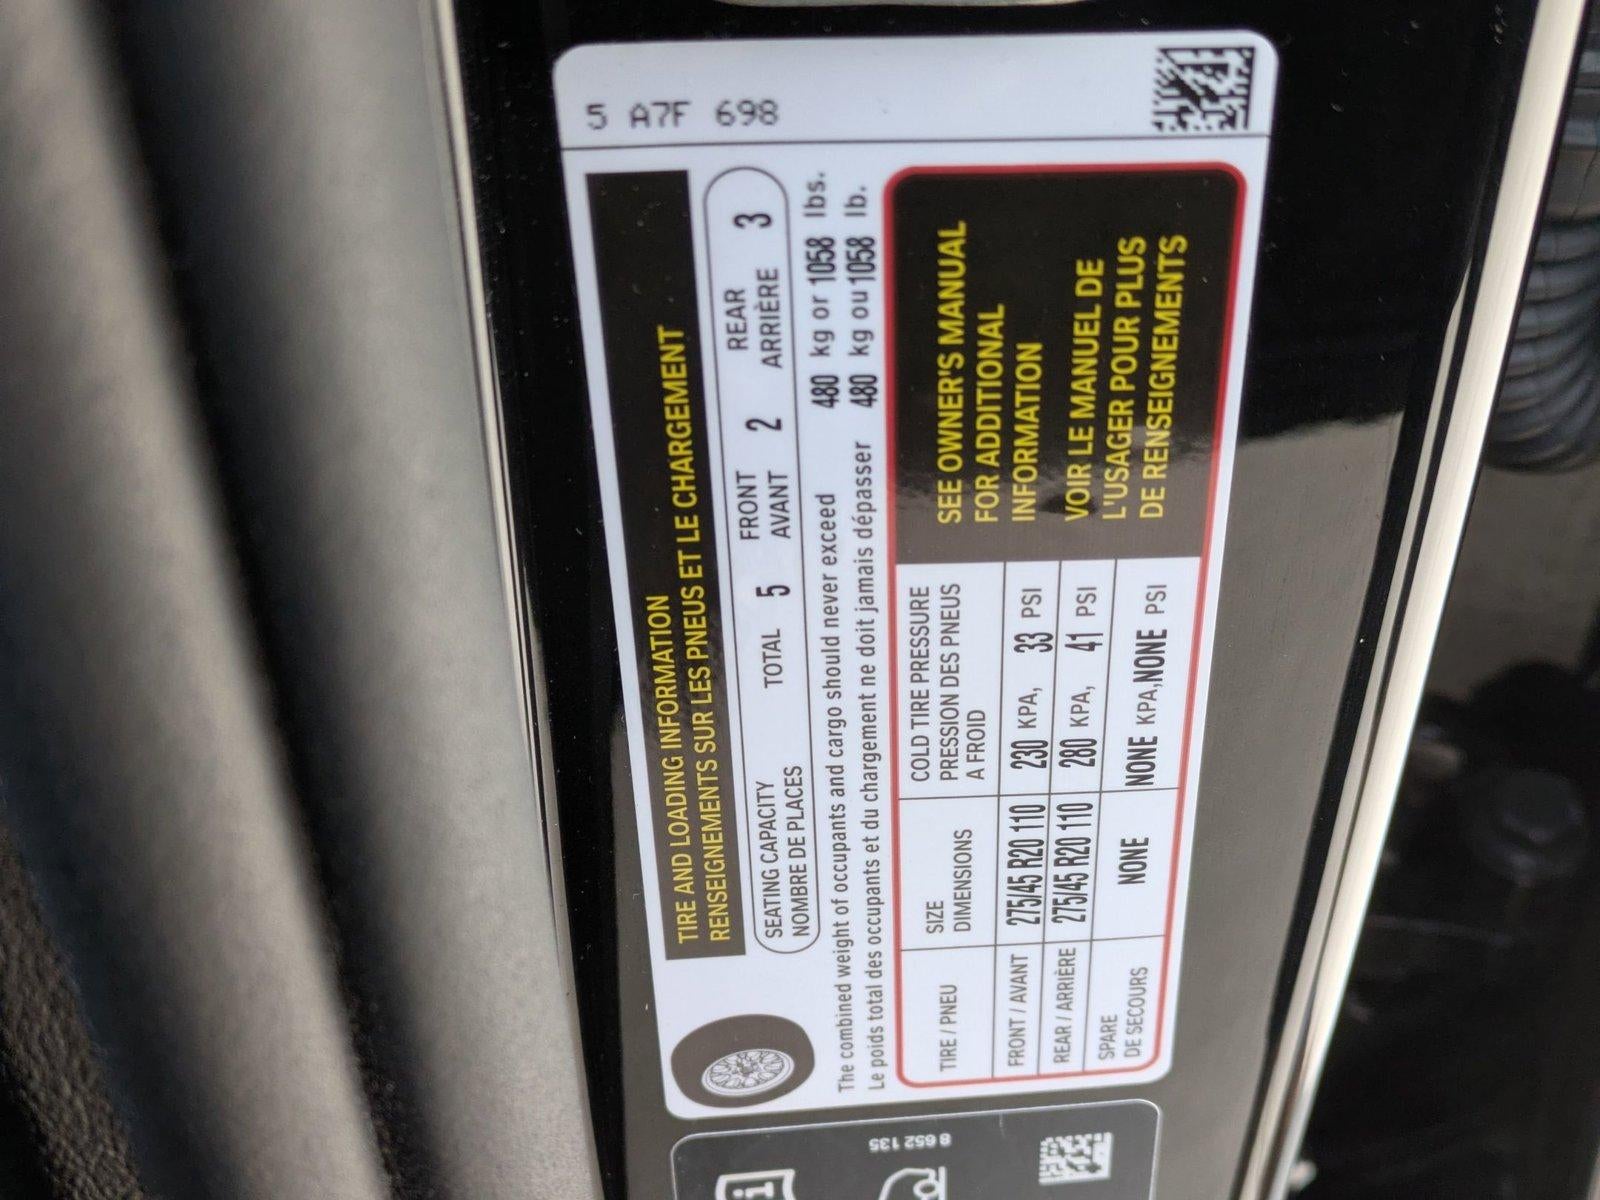 5 A7F 698
TIRE AND LOADING INFORMATION
RENSEIGNEMENTS SUR LES PNEUS ET LE CHARGEMENT
SEATING CAPACITY
NOMBRE DE PLACES
TOTAL 5
FRONT
AVANT 2
REAR
ARRIÈRE 3
The combined weight of occupants and cargo should never exceed 480 kg or 1058 lbs.
Le poids total des occupants et du chargement ne doit jamais dépasser 480 kg ou 1058 lb.
TIRE / PNEU
SIZE
DIMENSIONS
COLD TIRE PRESSURE
PRESSION DES PNEUS
A FROID
FRONT / AVANT 275/45 R20 110 230 KPA, 33 PSI
REAR / ARRIÈRE 275/45 R20 110 280 KPA, 41 PSI
SPARE
DE SECOURS NONE NONE KPA, NONE PSI
SEE OWNER'S MANUAL
FOR ADDITIONAL
INFORMATION
VOIR LE MANUEL DE
L'USAGER POUR PLUS
DE RENSEIGNEMENTS
8 652 135
i